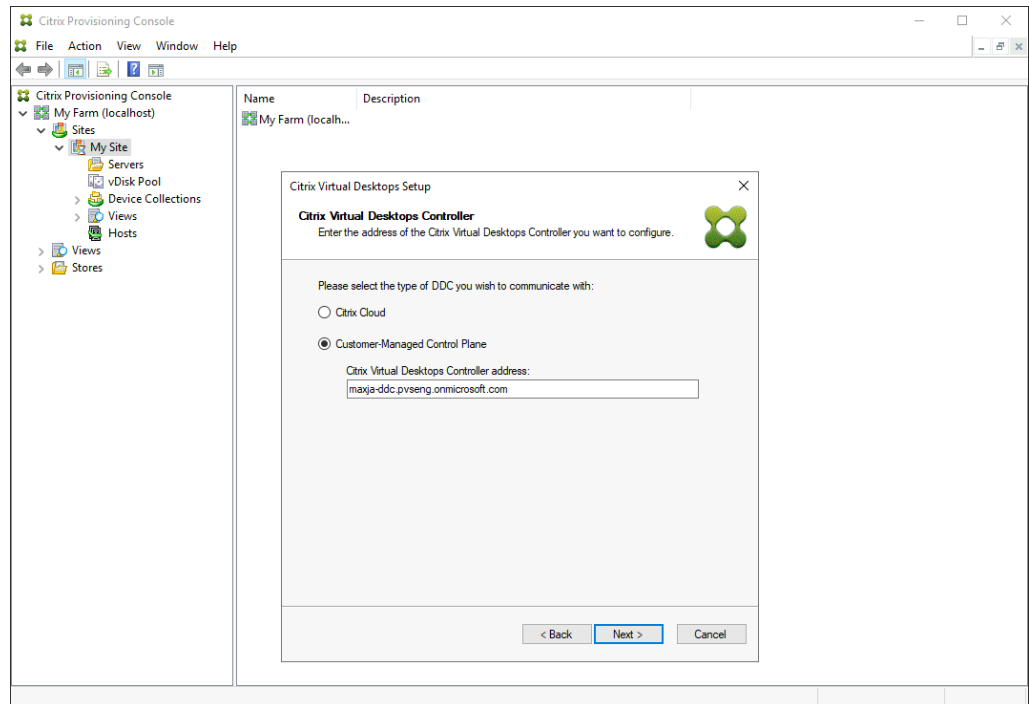 Citrix Provisioning Console
File Action View Window Help
Citrix Provisioning Console
My Farm (localhost)
Sites
My Site
Servers
vDisk Pool
Device Collections
Views
Hosts
Views
Stores
Name Description
My Farm (localh...
Citrix Virtual Desktops Setup
Citrix Virtual Desktops Controller
Enter the address of the Citrix Virtual Desktops Controller you want to configure.
Please select the type of DDC you wish to communicate with:
Citrix Cloud
Customer-Managed Control Plane
Citrix Virtual Desktops Controller address:
maxja-ddc.pvseng.onmicrosoft.com
< Back Next > Cancel